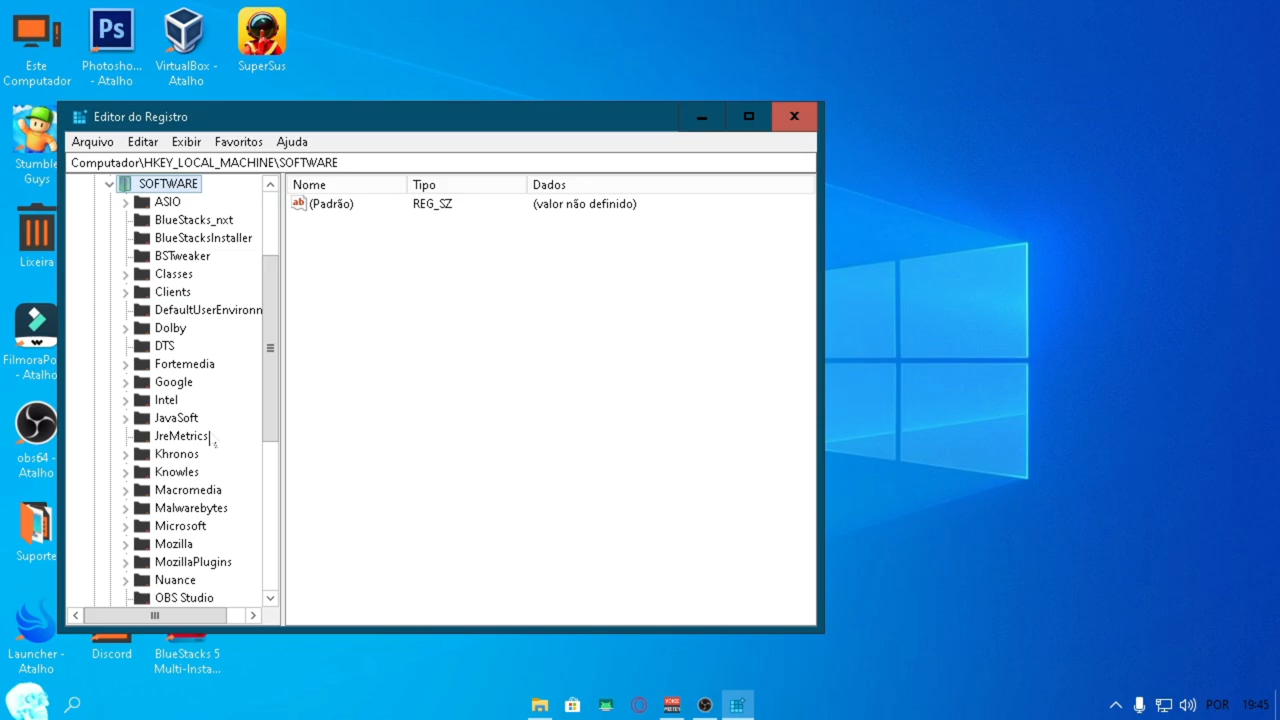 Ps
Este
Computador
Photosho...
- Atalho
VirtualBox -
Atalho
SuperSus
Stumble
Guys
Lixeira
FilmoraPo
- Atalho
obs64 -
Atalho
Suporte
Launcher -
Atalho
Discord
BlueStacks 5
Multi-Insta...
Editor do Registro
Arquivo Editar Exibir Favoritos Ajuda
Computador\HKEY_LOCAL_MACHINE\SOFTWARE
SOFTWARE
ASIO
BlueStacks_nxt
BlueStacksInstaller
BSTweaker
Classes
Clients
DefaultUserEnvironn
Dolby
DTS
Fortemedia
Google
Intel
JavaSoft
JreMetrics
Khronos
Knowles
Macromedia
Malwarebytes
Microsoft
Mozilla
MozillaPlugins
Nuance
OBS Studio
Nome Tipo Dados
ab (Padrão) REG_SZ (valor não definido)
POR 19:45